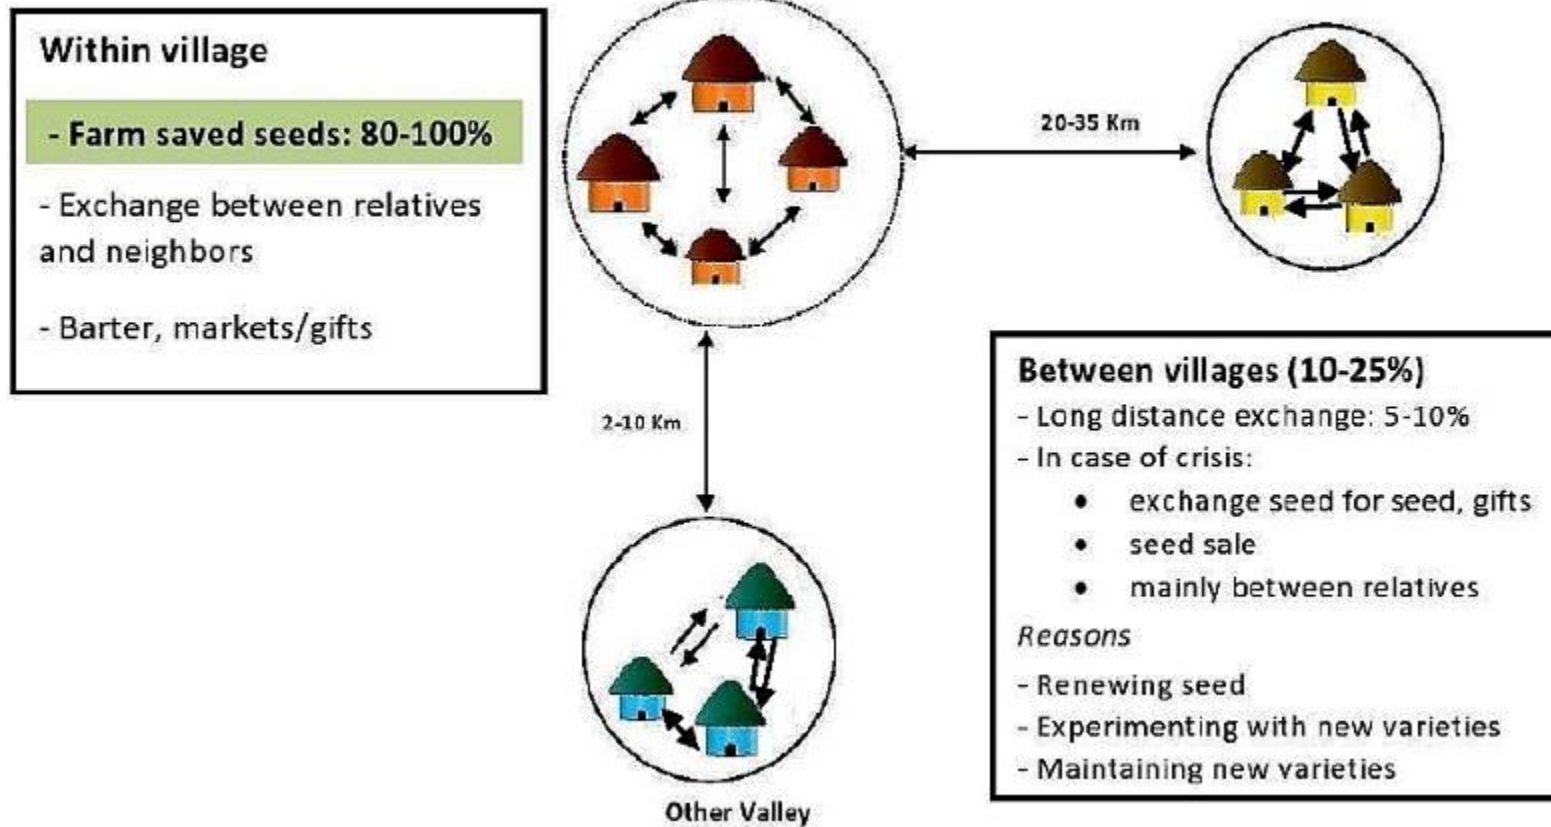 Within village
- Farm saved seeds: 80-100%
- Exchange between relatives
and neighbors
- Barter, markets/gifts
20-35 Km
2-10 Km
Other Valley
Between villages (10-25%)
- Long distance exchange: 5-10%
- In case of crisis:
• exchange seed for seed, gifts
• seed sale
• mainly between relatives
Reasons
- Renewing seed
- Experimenting with new varieties
- Maintaining new varieties